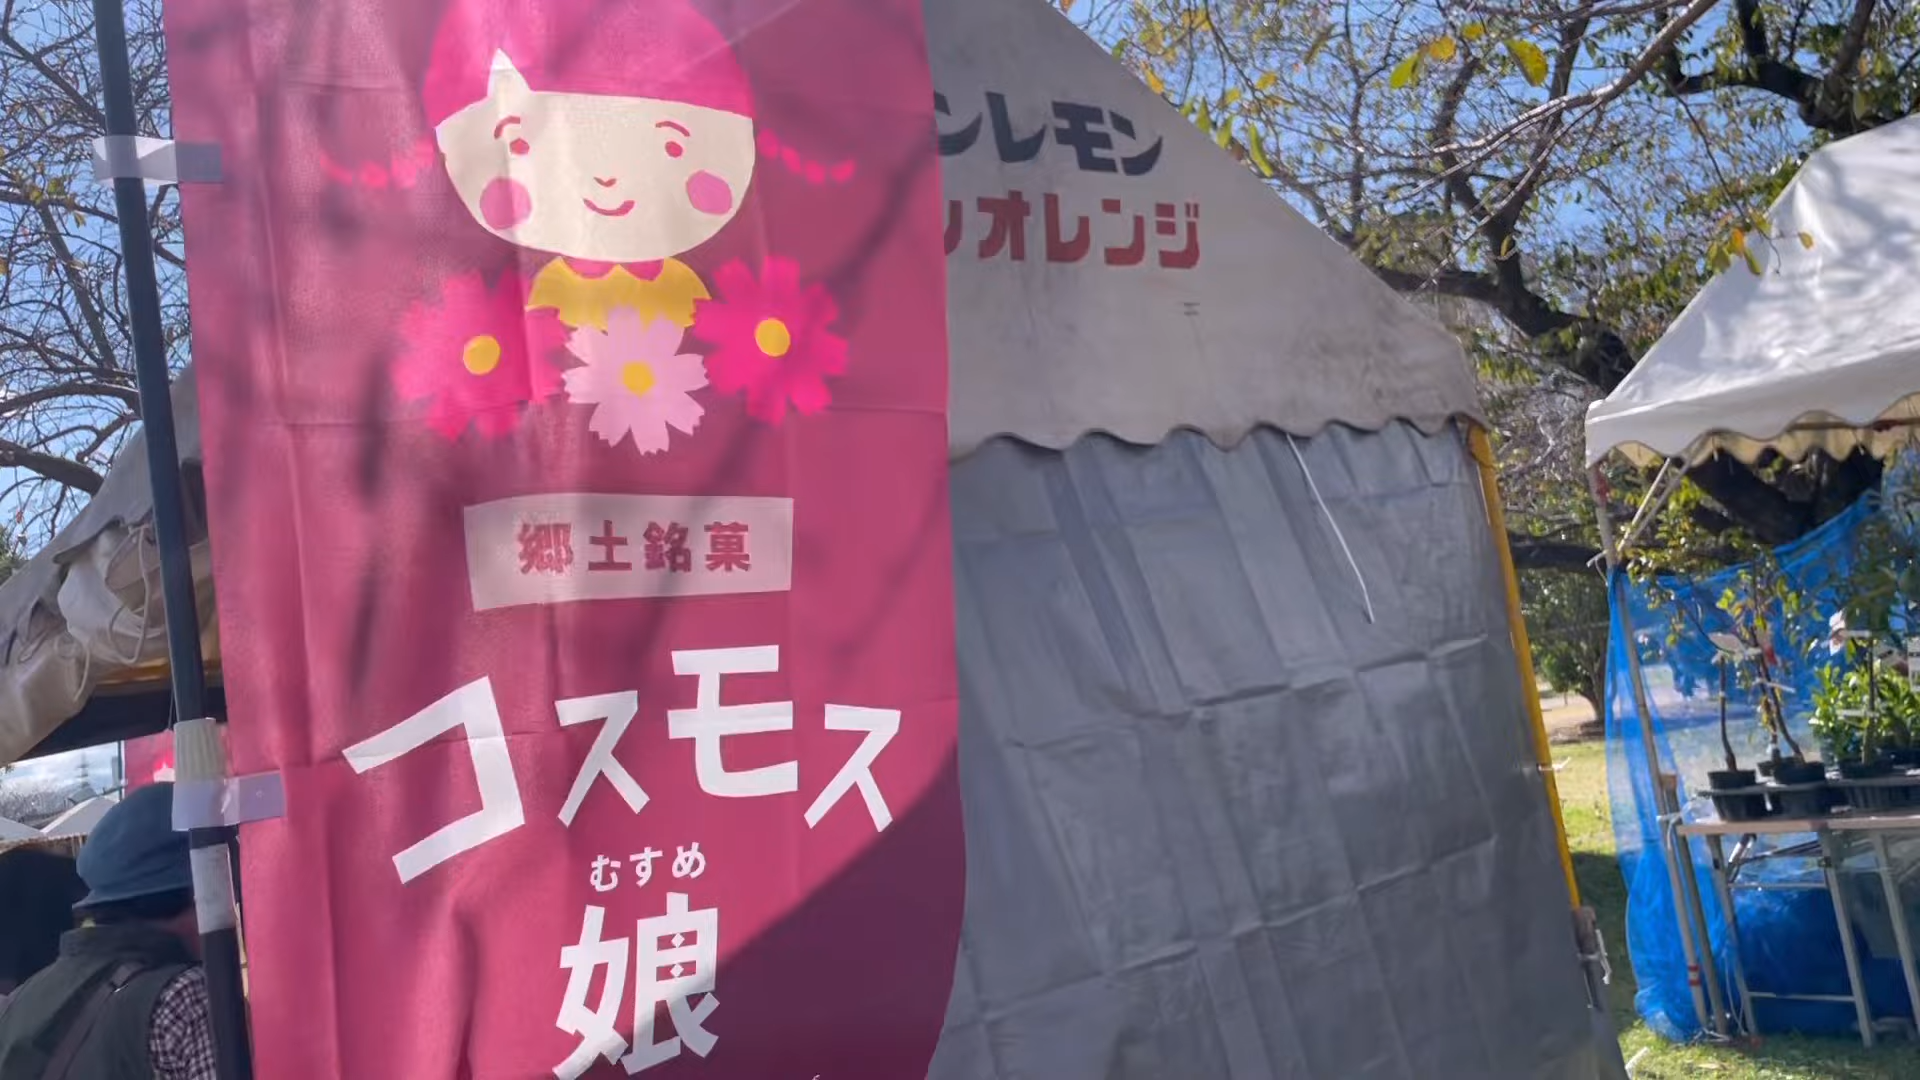 郷土銘菓
コスモス
むすめ
娘
ンレモン
ンオレンジ